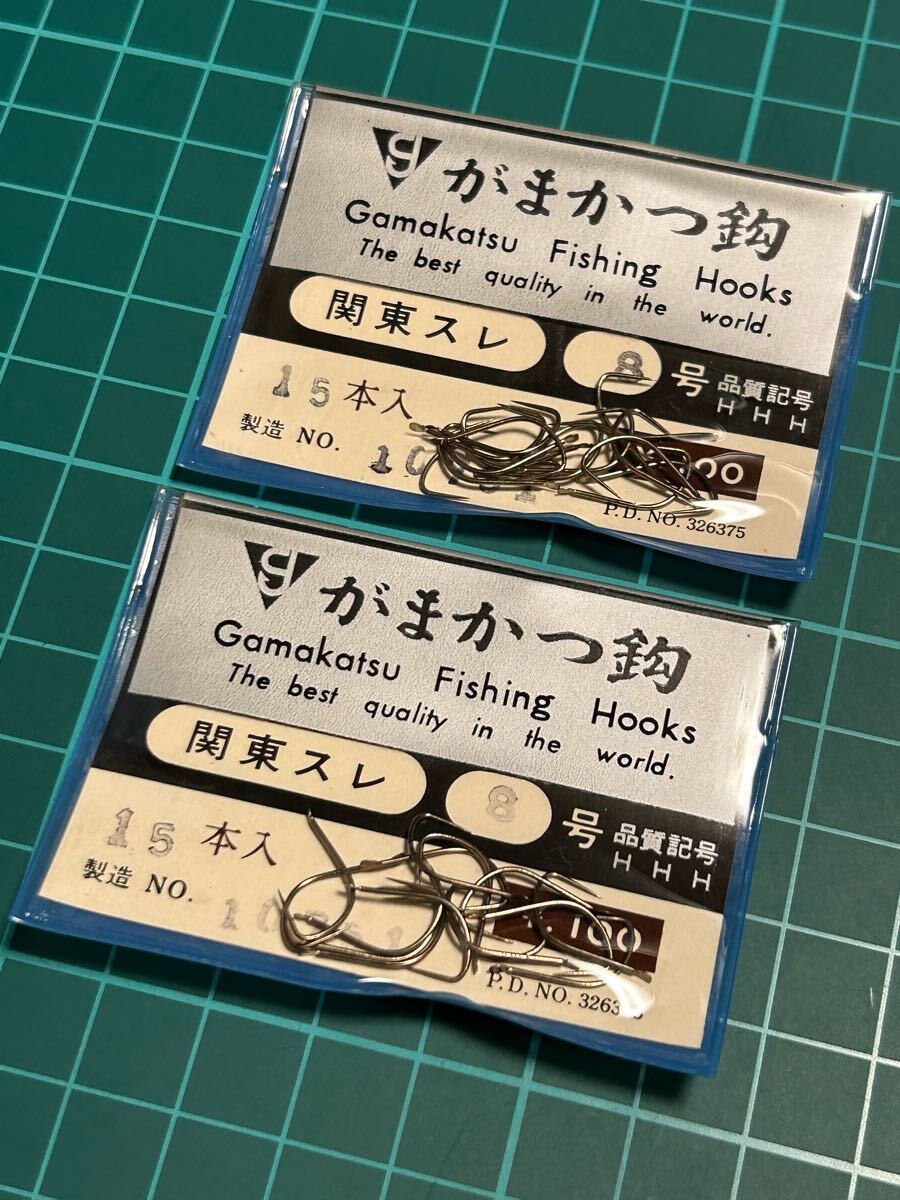 g がまかつ鈎
Gamakatsu Fishing Hooks
The best quality in the world.
関東スレ 8 号 品質記号
H H H
15 本入
製造 NO.
P.D. NO. 326375
g がまかつ鈎
Gamakatsu Fishing Hooks
The best quality in the world.
関東スレ 8 号 品質記号
H H H
15 本入
製造 NO.
100
P.D. NO.